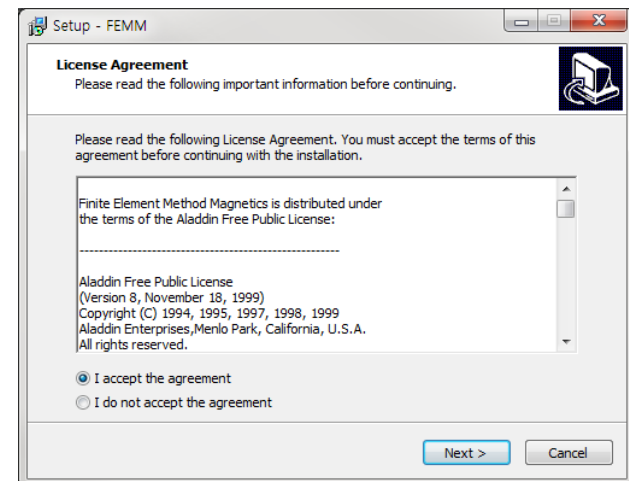 Setup - FEMM
License Agreement
Please read the following important information before continuing.
Please read the following License Agreement. You must accept the terms of this
agreement before continuing with the installation.
Finite Element Method Magnetics is distributed under
the terms of the Aladdin Free Public License:
------------------------------------------------------
Aladdin Free Public License
(Version 8, November 18, 1999)
Copyright (C) 1994, 1995, 1997, 1998, 1999
Aladdin Enterprises,Menlo Park, California, U.S.A.
All rights reserved.
I accept the agreement
I do not accept the agreement
Next >
Cancel